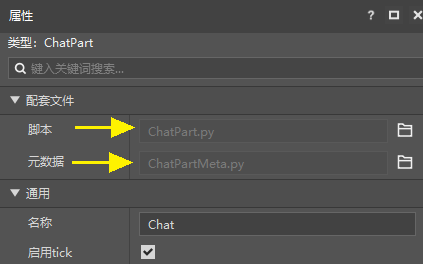 属性
类型：ChatPart
键入关键词搜索...
配套文件
脚本 ChatPart.py
元数据 ChatPartMeta.py
通用
名称 Chat
启用tick